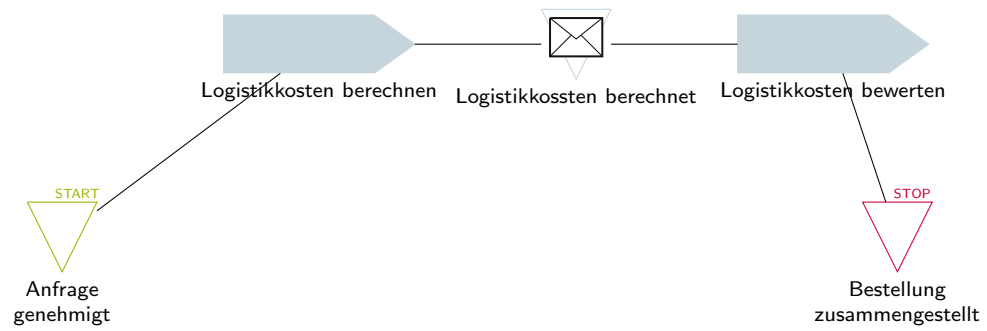 Logistikkosten berechnen
Logistikkossten berechnet
Logistikkosten bewerten
START
Anfrage
genehmigt
STOP
Bestellung
zusammengestellt